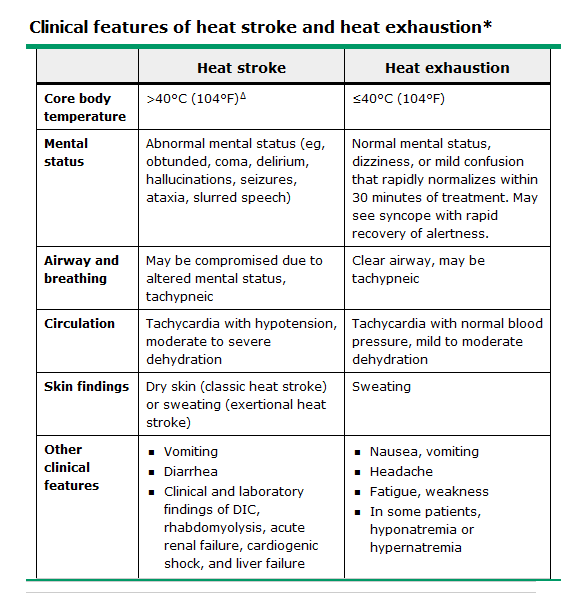 Clinical features of heat stroke and heat exhaustion*
Heat stroke
Heat exhaustion
Core body
temperature
>40°C (104°F)Δ
≤40°C (104°F)
Mental
status
Abnormal mental status (eg,
obtunded, coma, delirium,
hallucinations, seizures,
ataxia, slurred speech)
Normal mental status,
dizziness, or mild confusion
that rapidly normalizes within
30 minutes of treatment. May
see syncope with rapid
recovery of alertness.
Airway and
breathing
May be compromised due to
altered mental status,
tachypneic
Clear airway, may be
tachypneic
Circulation
Tachycardia with hypotension,
moderate to severe
dehydration
Tachycardia with normal blood
pressure, mild to moderate
dehydration
Skin findings
Dry skin (classic heat stroke)
or sweating (exertional heat
stroke)
Sweating
Other
clinical
features
▪ Vomiting
▪ Diarrhea
▪ Clinical and laboratory
findings of DIC,
rhabdomyolysis, acute
renal failure, cardiogenic
shock, and liver failure
▪ Nausea, vomiting
▪ Headache
▪ Fatigue, weakness
▪ In some patients,
hyponatremia or
hypernatremia